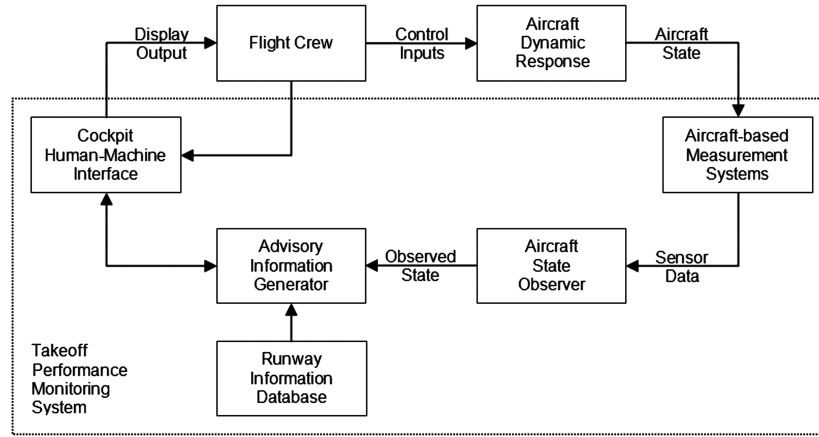 Display
Output
Flight Crew
Control
Inputs
Aircraft
Dynamic
Response
Aircraft
State
Cockpit
Human-Machine
Interface
Aircraft-based
Measurement
Systems
Advisory
Information
Generator
Observed
State
Aircraft
State
Observer
Sensor
Data
Takeoff
Performance
Monitoring
System
Runway
Information
Database